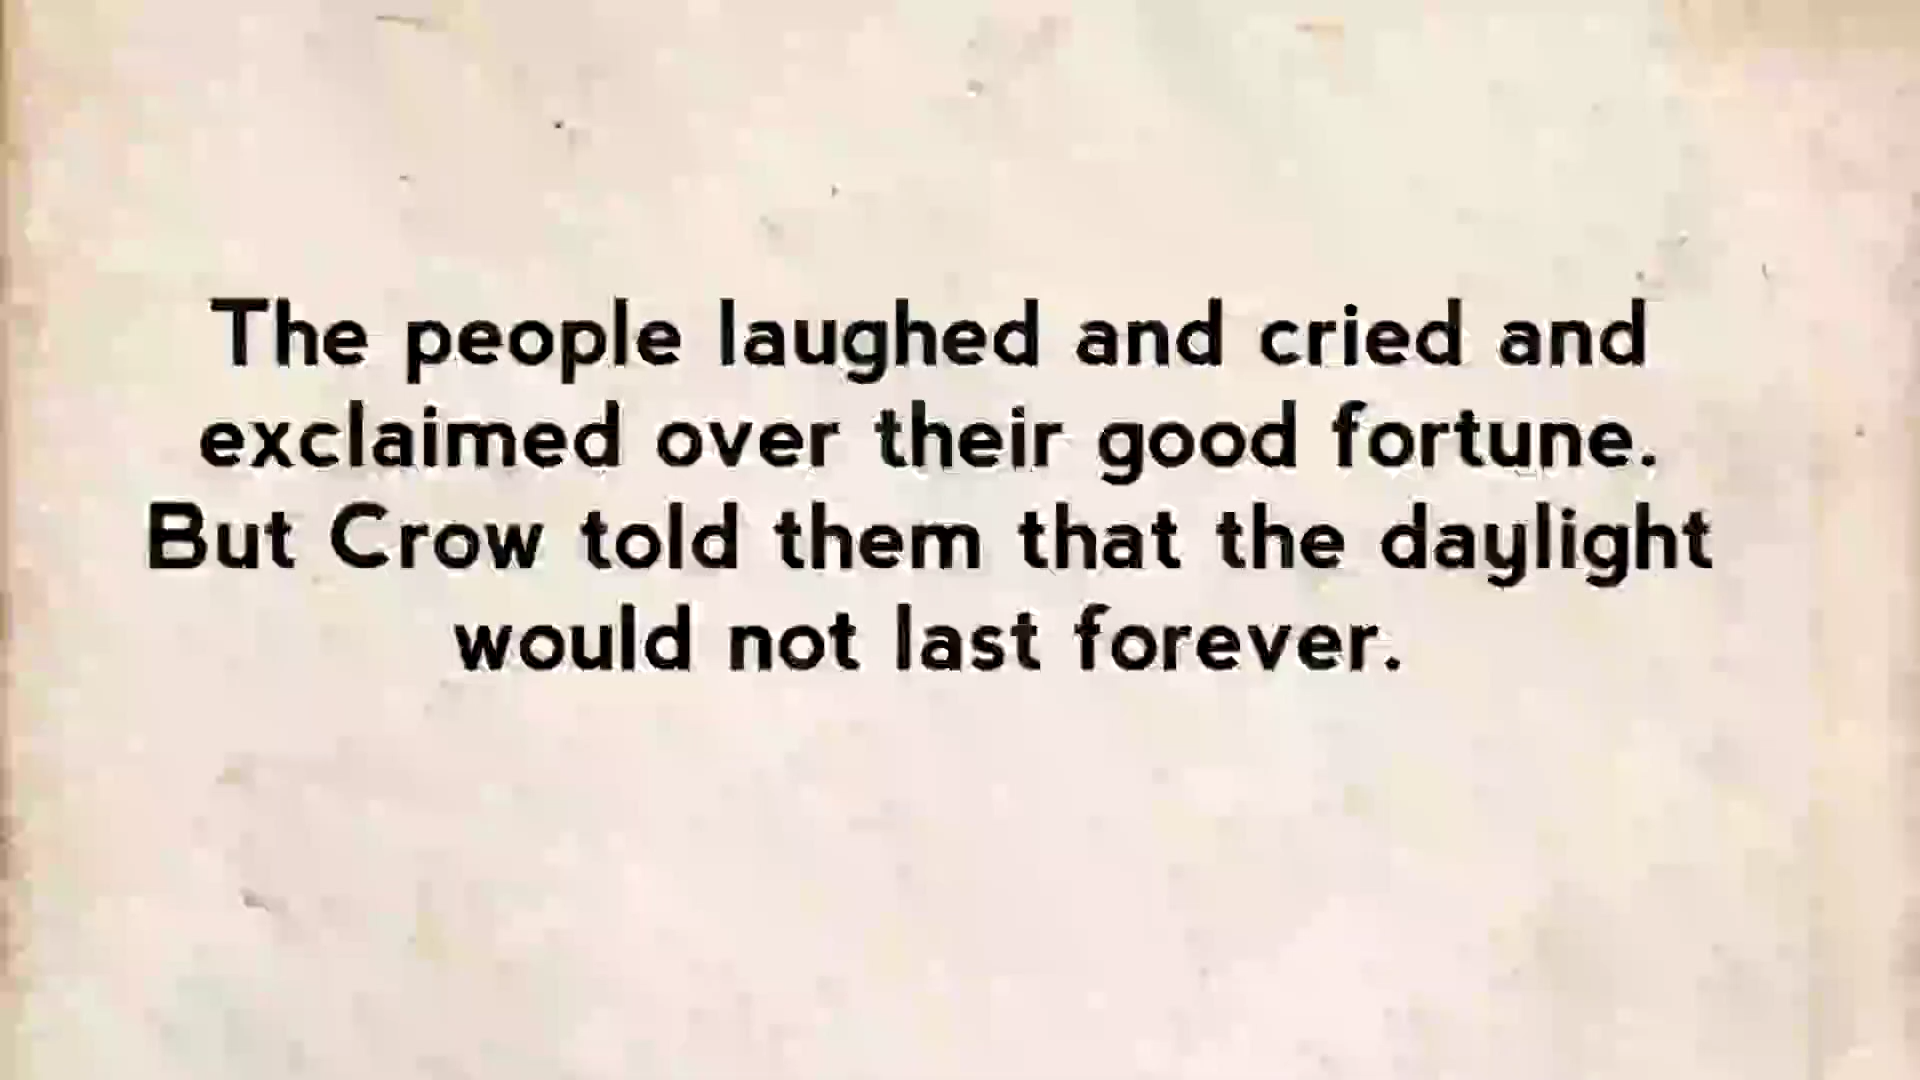 The people laughed and cried and
exclaimed over their good fortune.
But Crow told them that the daylight
would not last forever.